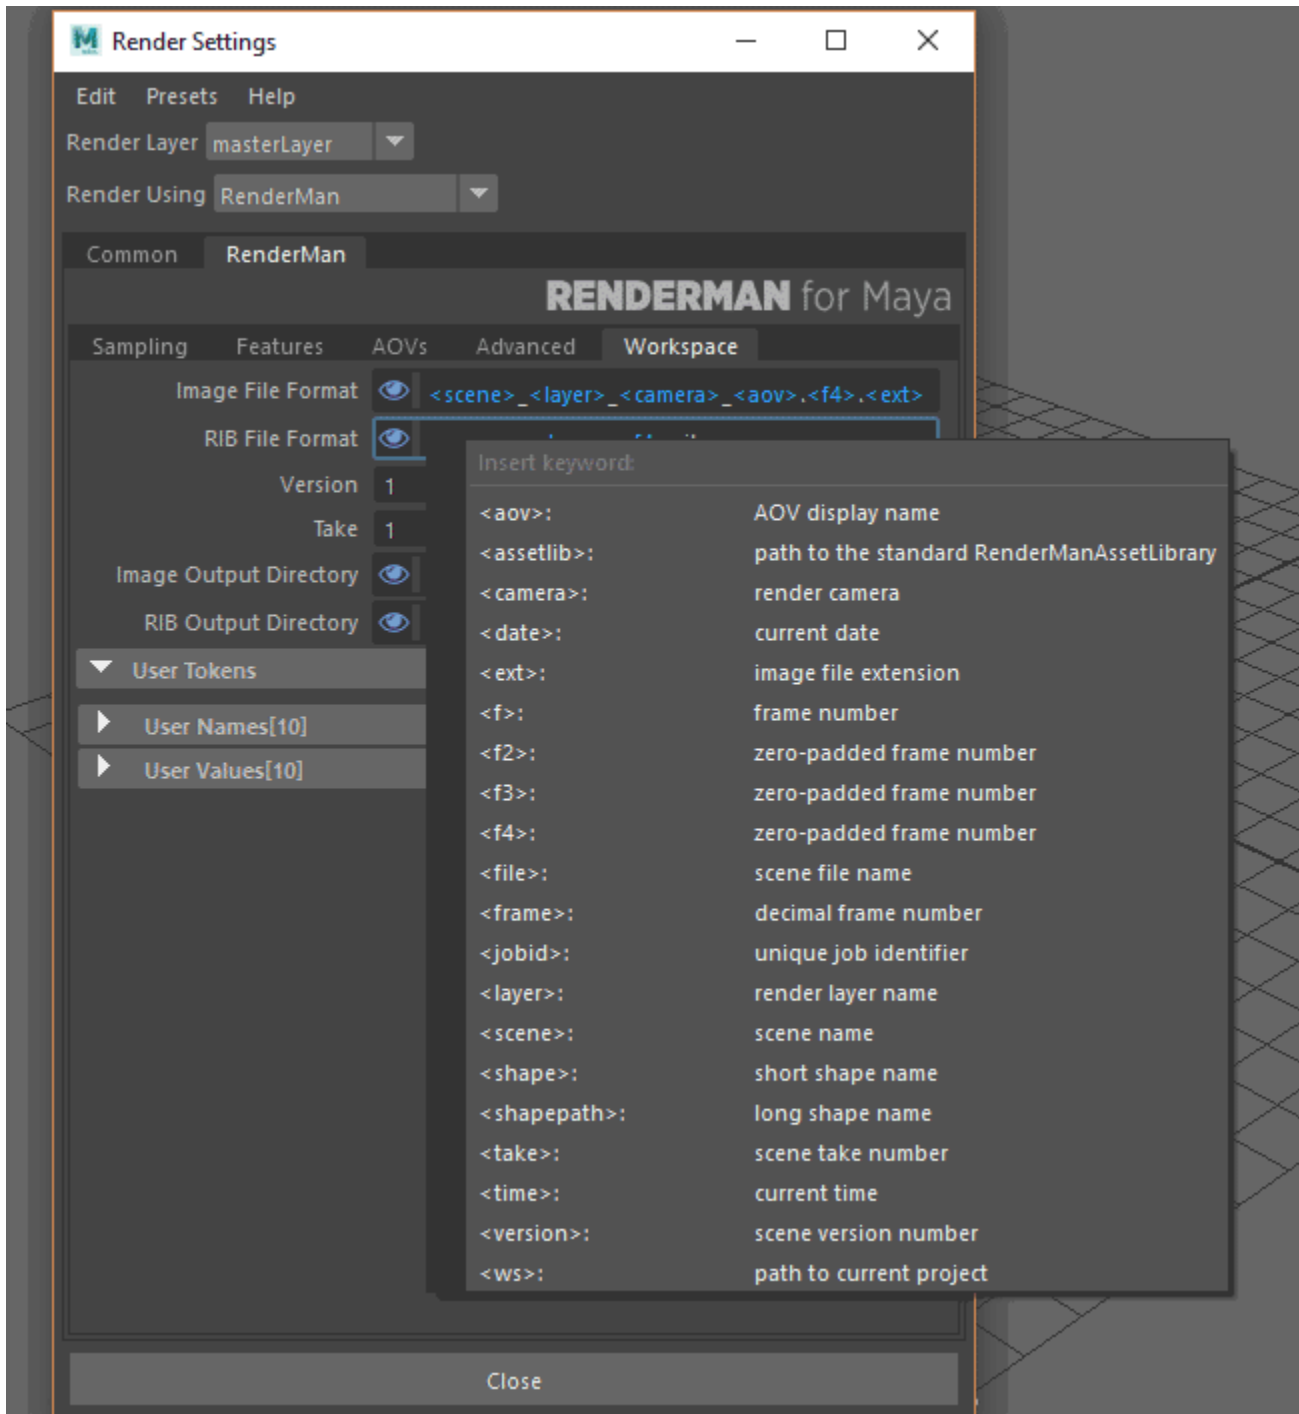 Render Settings
Edit Presets Help
Render Layer masterLayer
Render Using RenderMan
Common RenderMan
RENDERMAN for Maya
Sampling Features AOVs Advanced Workspace
Image File Format <scene>_<layer>_<camera>_<aov>.<f4>.<ext>
RIB File Format
Insert keyword:
Version 1
Take 1
Image Output Directory
RIB Output Directory
User Tokens
User Names[10]
User Values[10]
<aov>: AOV display name
<assetlib>: path to the standard RenderManAssetLibrary
<camera>: render camera
<date>: current date
<ext>: image file extension
<f>: frame number
<f2>: zero-padded frame number
<f3>: zero-padded frame number
<f4>: zero-padded frame number
<file>: scene file name
<frame>: decimal frame number
<jobid>: unique job identifier
<layer>: render layer name
<scene>: scene name
<shape>: short shape name
<shapepath>: long shape name
<take>: scene take number
<time>: current time
<version>: scene version number
<ws>: path to current project
Close